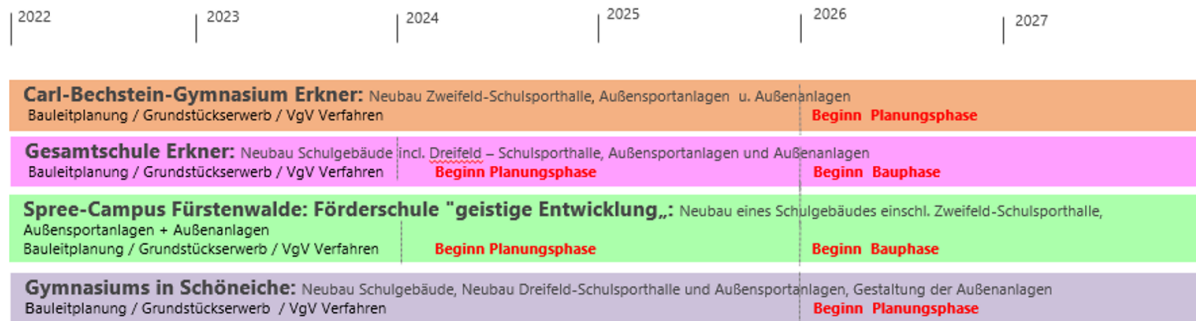 2022 2023 2024 2025 2026 2027
Carl-Bechstein-Gymnasium Erkner: Neubau Zweifeld-Schulsporthalle, Außensportanlagen u. Außenanlagen
Bauleitplanung / Grundstückserwerb / VgV Verfahren Beginn Planungsphase
Gesamtschule Erkner: Neubau Schulgebäude incl. Dreifeld – Schulsporthalle, Außensportanlagen und Außenanlagen
Bauleitplanung / Grundstückserwerb / VgV Verfahren Beginn Planungsphase Beginn Bauphase
Spree-Campus Fürstenwalde: Förderschule "geistige Entwicklung„: Neubau eines Schulgebäudes einschl. Zweifeld-Schulsporthalle,
Außensportanlagen + Außenanlagen
Bauleitplanung / Grundstückserwerb / VgV Verfahren Beginn Planungsphase Beginn Bauphase
Gymnasiums in Schöneiche: Neubau Schulgebäude, Neubau Dreifeld-Schulsporthalle und Außensportanlagen, Gestaltung der Außenanlagen
Bauleitplanung / Grundstückserwerb / VgV Verfahren Beginn Planungsphase